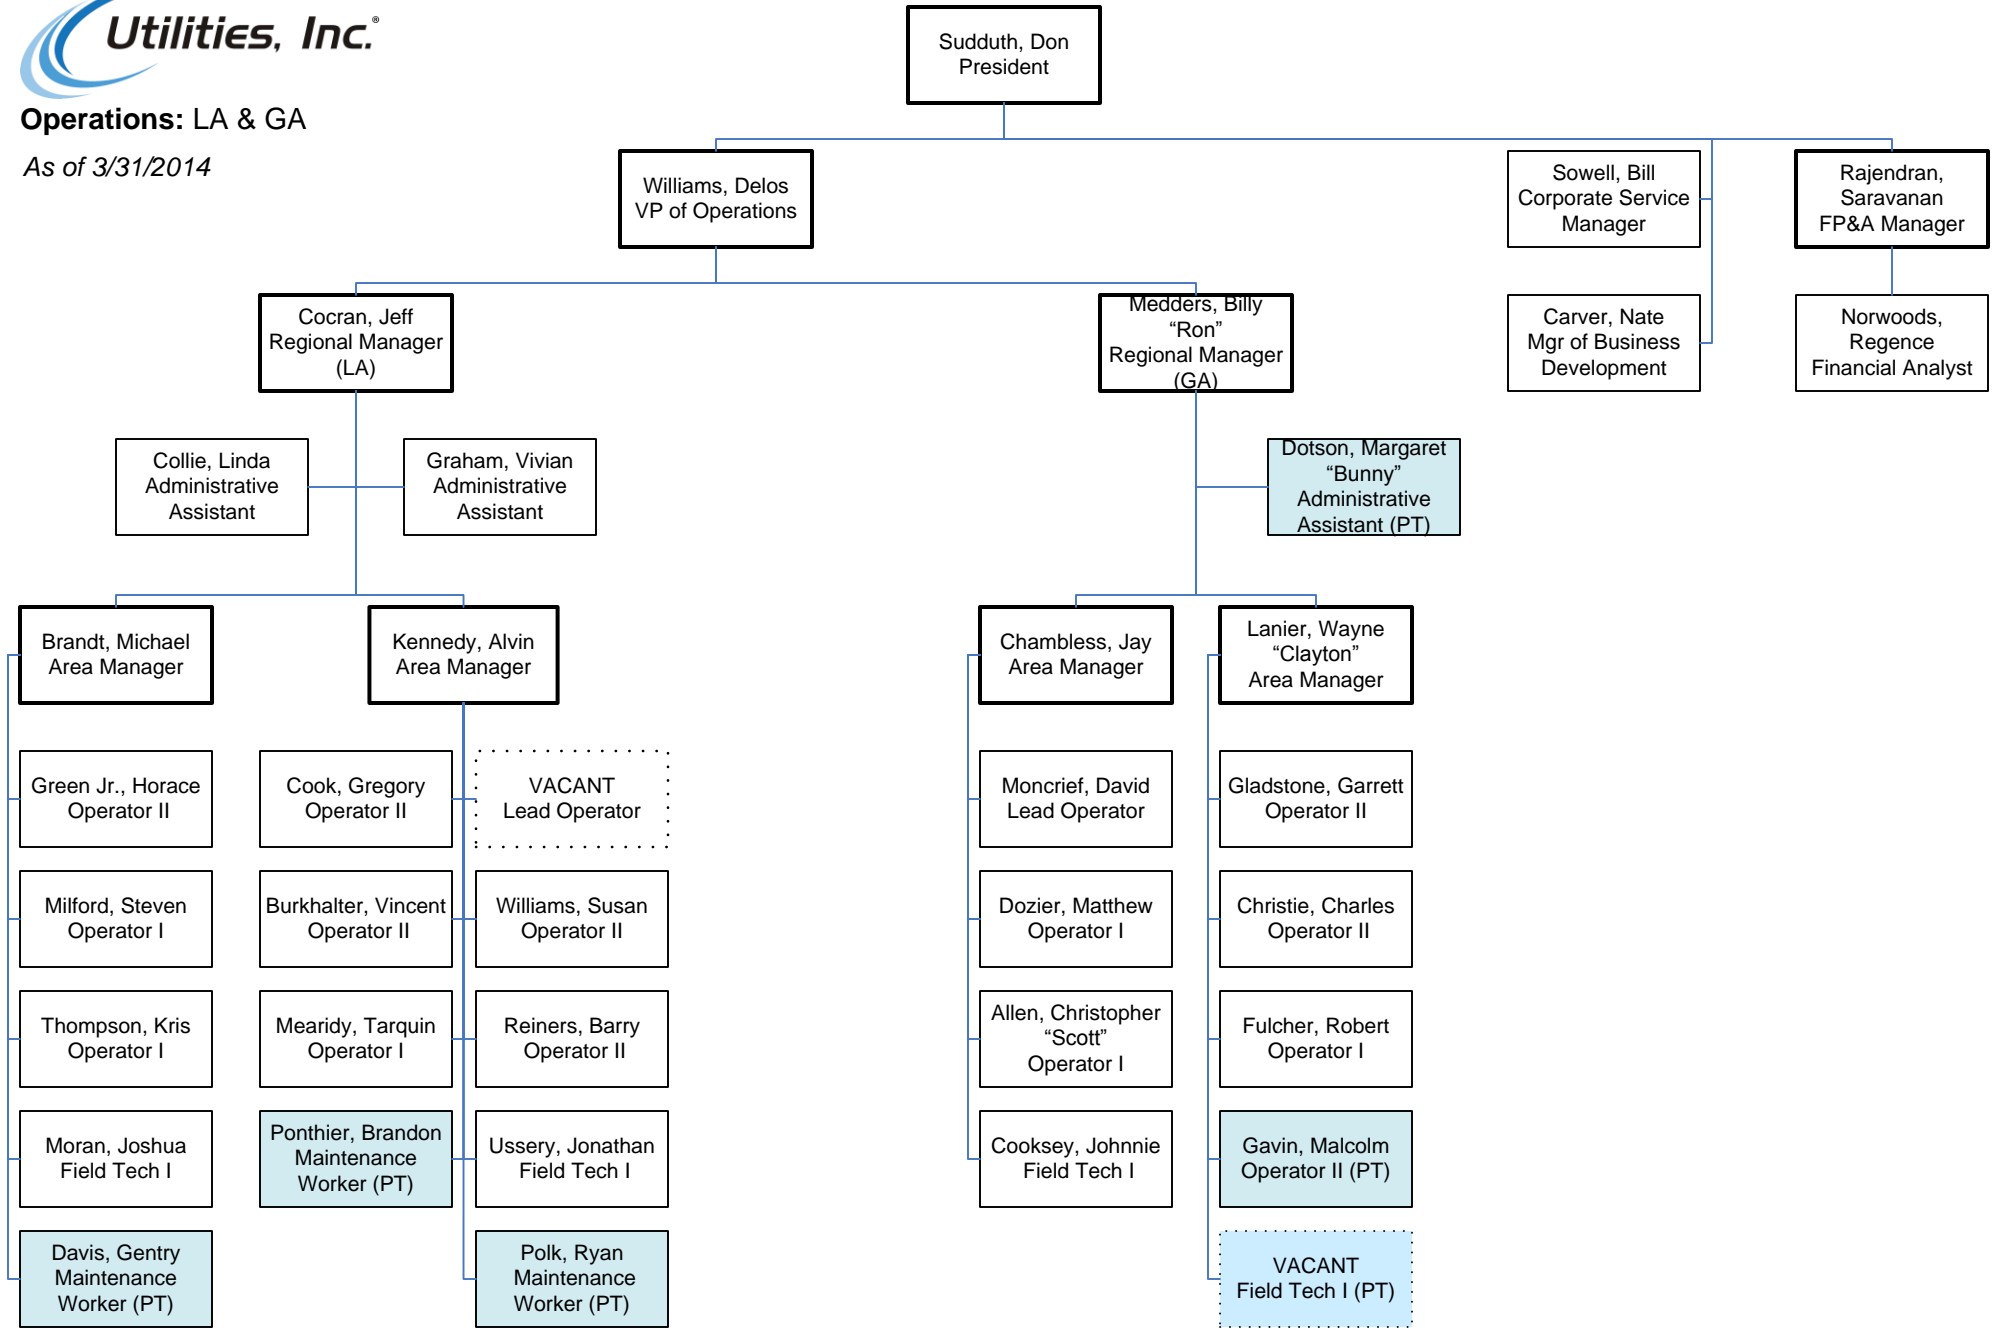 Utilities, Inc.®
Operations: LA & GA
As of 3/31/2014
Sudduth, Don
President
Williams, Delos
VP of Operations
Sowell, Bill
Corporate Service
Manager
Rajendran,
Saravanan
FP&A Manager
Cocran, Jeff
Regional Manager
(LA)
Medders, Billy
“Ron”
Regional Manager
(GA)
Carver, Nate
Mgr of Business
Development
Norwoods,
Regence
Financial Analyst
Collie, Linda
Administrative
Assistant
Graham, Vivian
Administrative
Assistant
Dotson, Margaret
“Bunny”
Administrative
Assistant (PT)
Brandt, Michael
Area Manager
Kennedy, Alvin
Area Manager
Chambless, Jay
Area Manager
Lanier, Wayne
“Clayton”
Area Manager
Green Jr., Horace
Operator II
Cook, Gregory
Operator II
VACANT
Lead Operator
Moncrief, David
Lead Operator
Gladstone, Garrett
Operator II
Milford, Steven
Operator I
Burkhalter, Vincent
Operator II
Williams, Susan
Operator II
Dozier, Matthew
Operator I
Christie, Charles
Operator II
Thompson, Kris
Operator I
Mearidy, Tarquin
Operator I
Reiners, Barry
Operator II
Allen, Christopher
“Scott”
Operator I
Fulcher, Robert
Operator I
Moran, Joshua
Field Tech I
Ponthier, Brandon
Maintenance
Worker (PT)
Ussery, Jonathan
Field Tech I
Cooksey, Johnnie
Field Tech I
Gavin, Malcolm
Operator II (PT)
Davis, Gentry
Maintenance
Worker (PT)
Polk, Ryan
Maintenance
Worker (PT)
VACANT
Field Tech I (PT)